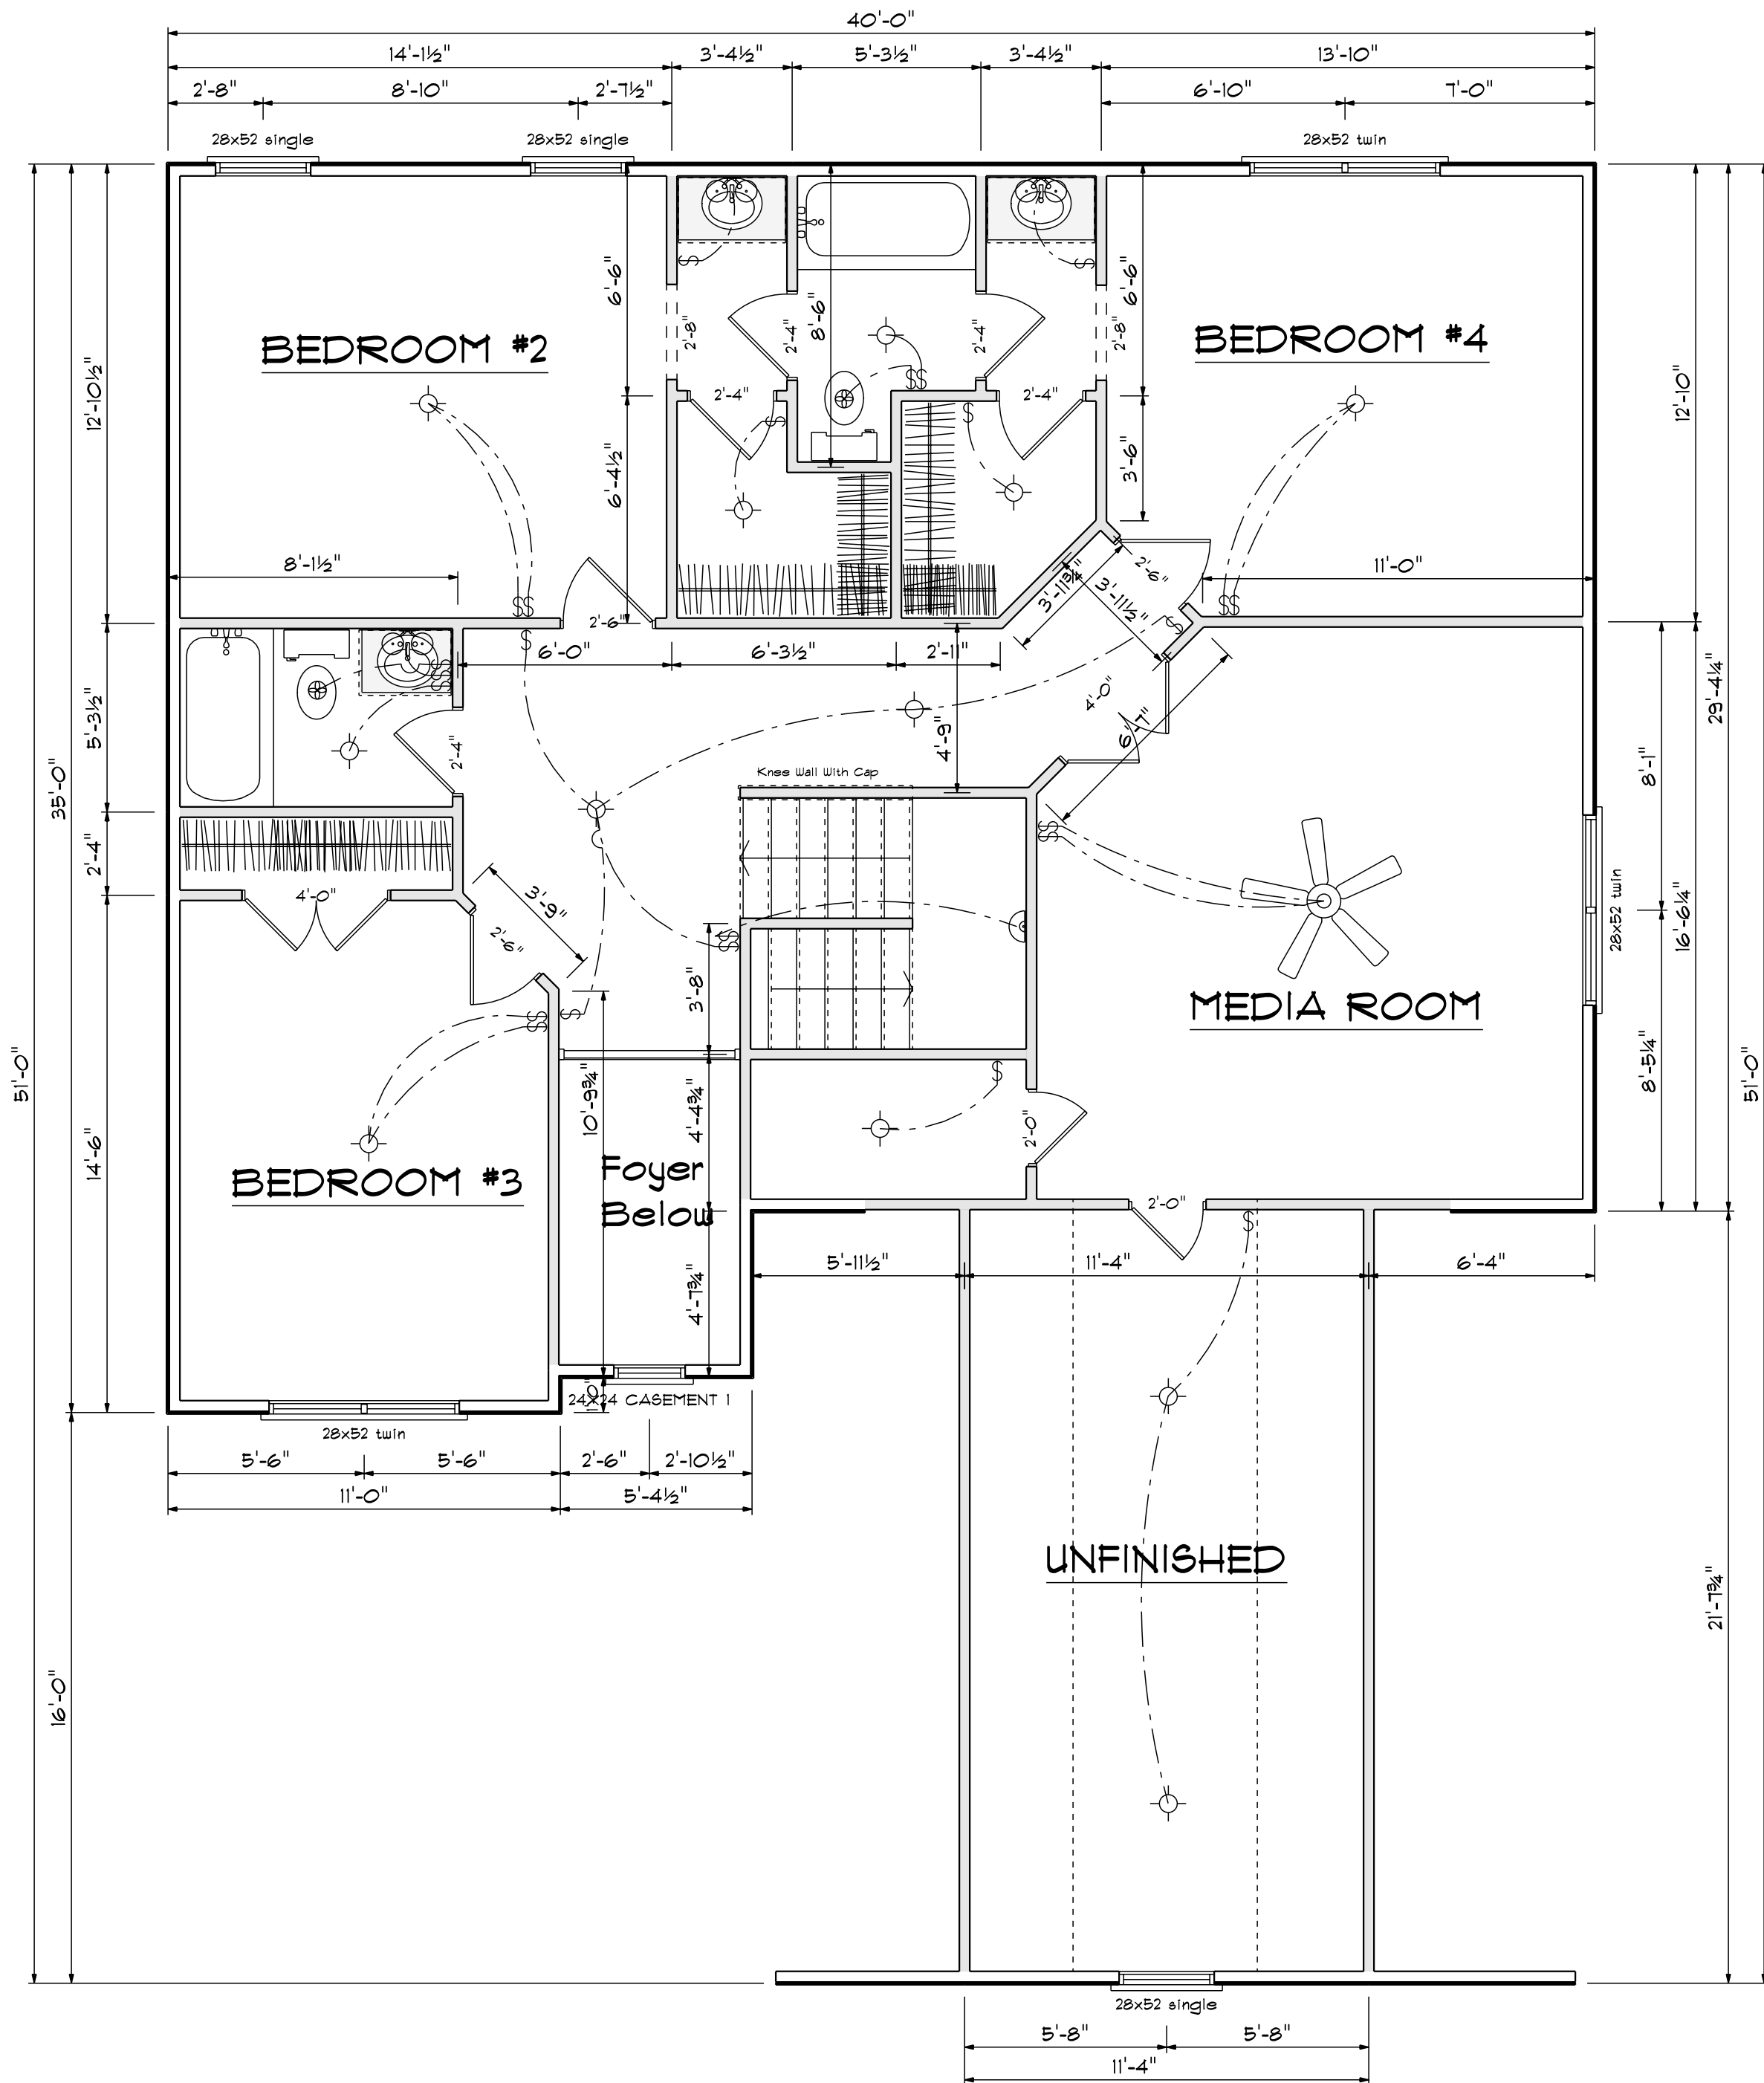 40'-0"
14'-1½" 3'-4½" 5'-3½" 3'-4½" 13'-10"
2'-8" 8'-10" 2'-7½" 6'-10" 7'-0"
28x52 single 28x52 single 28x52 twin
6'-6" 8'-6" 6'-6"
2'-8" 2'-4" 2'-4" 2'-8"
BEDROOM #2 BEDROOM #4
12'-10½" 12'-10"
2'-4" 2'-4"
6'-4½" 3'-6"
8'-1½" 3'-11¾" 3'-11½" 2'-6" 11'-0"
2'-6"
6'-0" 6'-3½" 2'-11"
5'-3½" 2'-4" 4'-9" 4'-0" 6'-7" 29'-4¼"
35'-0" 8'-1"
Knee Wall With Cap
2'-4" 4'-0" 3'-9" 2'-6"
28x52 twin 16'-6¼"
3'-8"
MEDIA ROOM
51'-0" 10'-9¾" 4'-4¾" 8'-5¼" 51'-0"
14'-6" 2'-0"
BEDROOM #3
Foyer
Below
2'-0"
4'-7¾" 5'-11½" 11'-4" 6'-4"
1'-0"
24x24 CASEMENT 1
28x52 twin
5'-6" 5'-6" 2'-6" 2'-10½"
11'-0" 5'-4½"
UNFINISHED
16'-0" 21'-7¾"
28x52 single
5'-8" 5'-8"
11'-4"